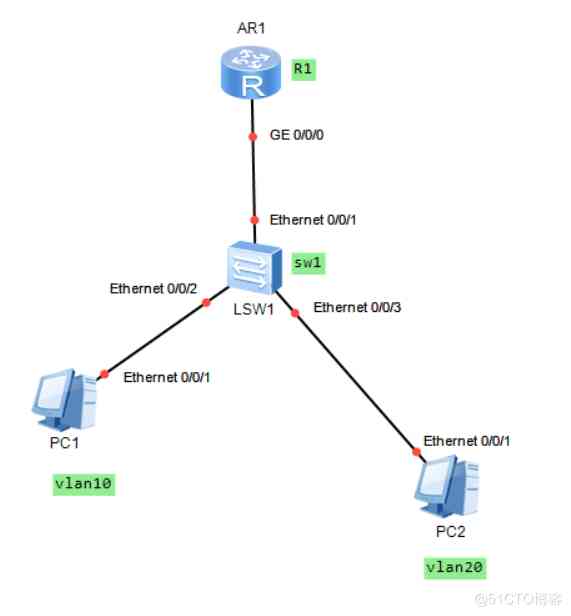 AR1
R1
R
GE 0/0/0
Ethernet 0/0/1
sw1
Ethernet 0/0/2
LSW1
Ethernet 0/0/3
Ethernet 0/0/1
PC1
Ethernet 0/0/1
vlan10
PC2
vlan20
@51CTO博客